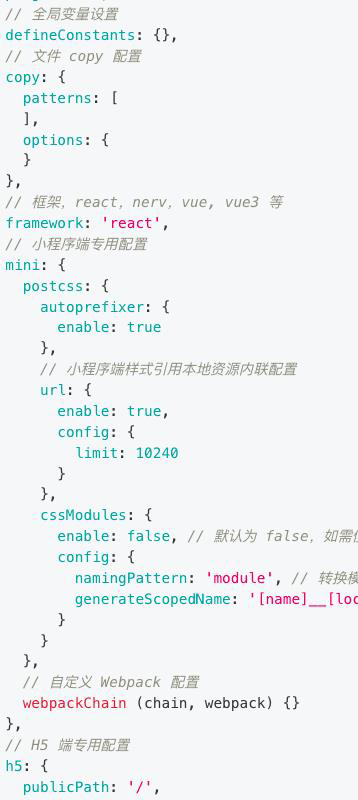 // 全局变量设置
defineConstants: {},
// 文件 copy 配置
copy: {
  patterns: [
  ],
  options: {
  }
},
// 框架，react，nerv，vue, vue3 等
framework: 'react',
// 小程序端专用配置
mini: {
  postcss: {
    autoprefixer: {
      enable: true
    },
    // 小程序端样式引用本地资源内联配置
    url: {
      enable: true,
      config: {
        limit: 10240
      }
    },
    cssModules: {
      enable: false, // 默认为 false，如需
      config: {
        namingPattern: 'module', // 转换
        generateScopedName: '[name]__[loc
      }
    }
  },
  // 自定义 Webpack 配置
  webpackChain (chain, webpack) {}
},
// H5 端专用配置
h5: {
  publicPath: '/',